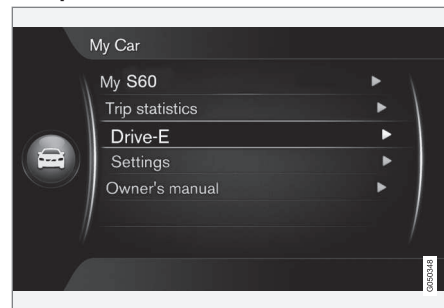 My Car
My S60
Trip statistics
Drive-E
Settings
Owner's manual
G050348